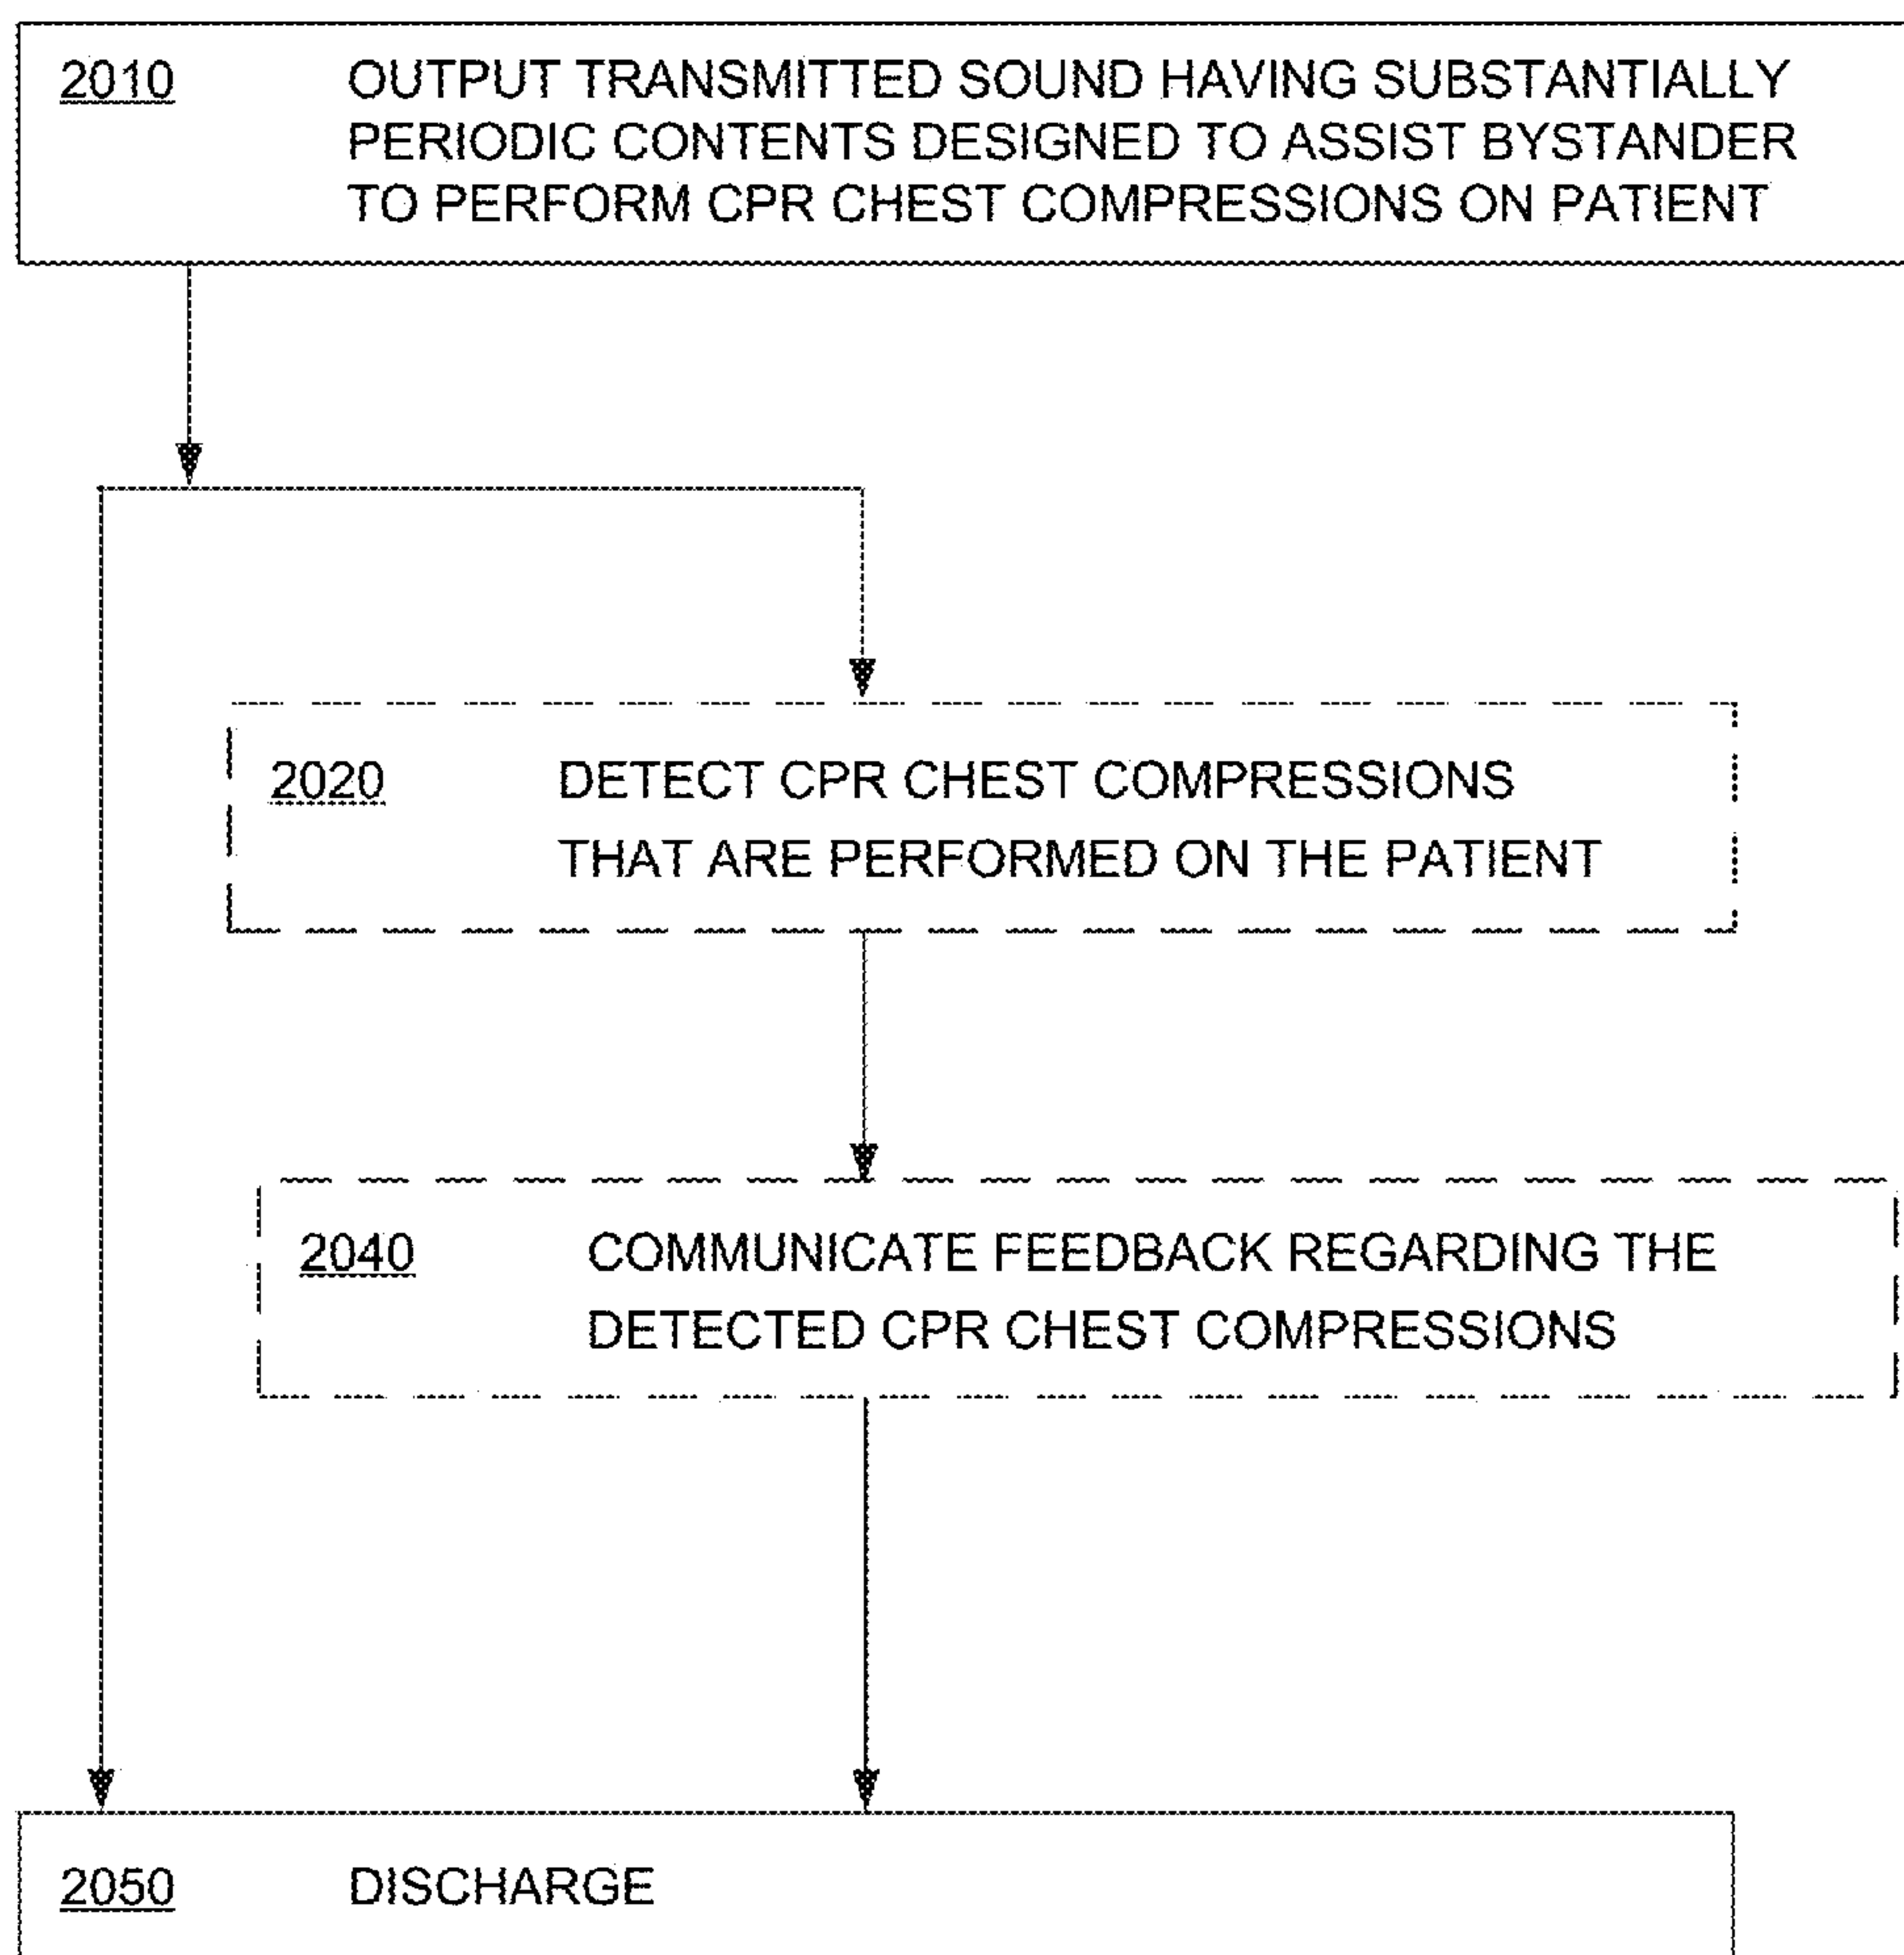 2010 OUTPUT TRANSMITTED SOUND HAVING SUBSTANTIALLY
PERIODIC CONTENTS DESIGNED TO ASSIST BYSTANDER
TO PERFORM CPR CHEST COMPRESSIONS ON PATIENT
2020 DETECT CPR CHEST COMPRESSIONS
THAT ARE PERFORMED ON THE PATIENT
2040 COMMUNICATE FEEDBACK REGARDING THE
DETECTED CPR CHEST COMPRESSIONS
2050 DISCHARGE